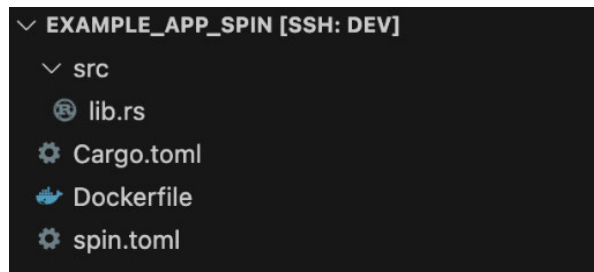 EXAMPLE_APP_SPIN [SSH: DEV]
src
lib.rs
Cargo.toml
Dockerfile
spin.toml